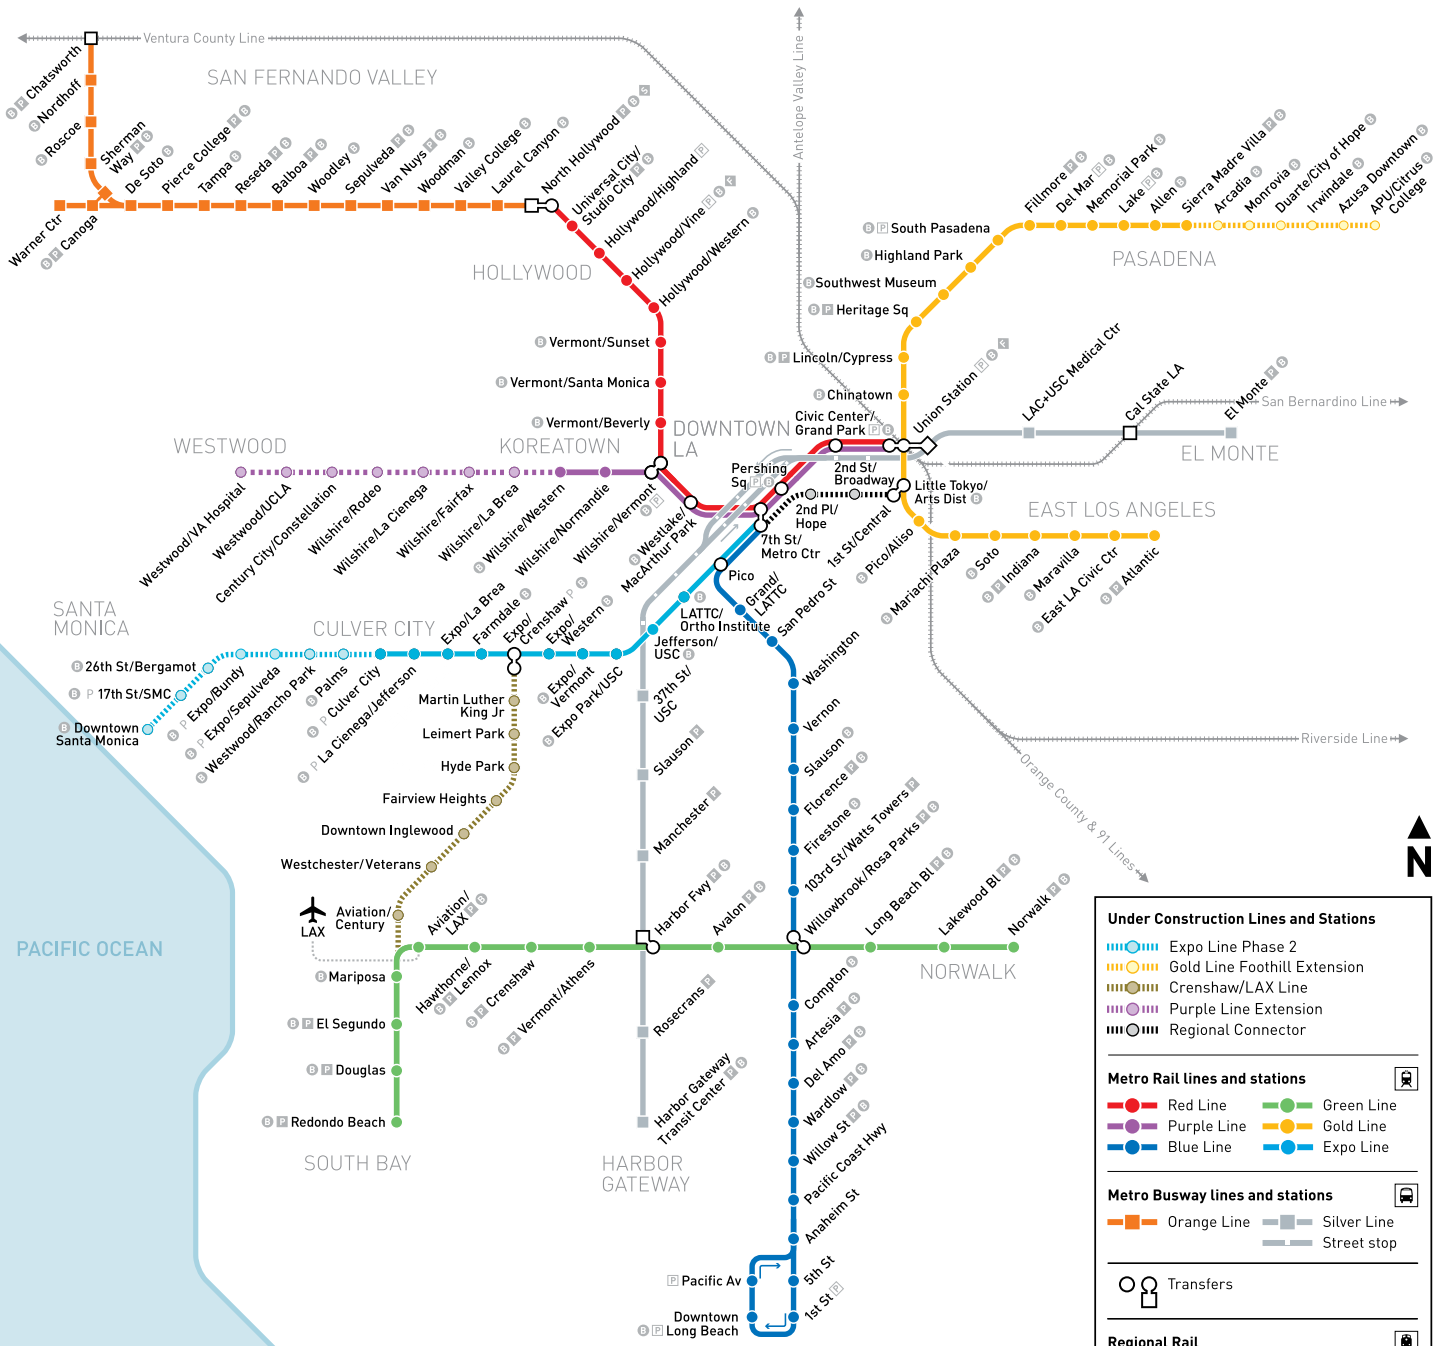 Ventura County Line
Antelope Valley Line
SAN FERNANDO VALLEY
B P Chatsworth
B Nordhoff
B Roscoe
Sherman
Way P B
Warner Ctr
B P Canoga
De Soto B
Pierce College P B
Tampa B
Reseda P B
Balboa P B
Woodley B
Sepulveda P B
Van Nuys P B
Woodman B
Valley College B
Laurel Canyon B
North Hollywood P B S
Universal City/
Studio City P B
Hollywood/Highland P
Hollywood/Vine P B F
Hollywood/Western B
HOLLYWOOD
B Vermont/Sunset
B Vermont/Santa Monica
B Vermont/Beverly
Fillmore P B
Del Mar P B
Memorial Park B
Lake P B
Allen B
Sierra Madre Villa P B
Arcadia B
Monrovia B
Duarte/City of Hope B
Irwindale B
Azusa Downtown B
APU/Citrus B
College
PASADENA
B P South Pasadena
B Highland Park
B Southwest Museum
B P Heritage Sq
B P Lincoln/Cypress
B Chinatown
Union Station P B F
LAC+USC Medical Ctr
Cal State LA
El Monte P B
San Bernardino Line
EL MONTE
WESTWOOD
KOREATOWN
DOWNTOWN
LA
Civic Center/
Grand Park P B
Pershing
Sq P B
2nd St/
Broadway
Little Tokyo/
Arts Dist B
2nd Pl/
Hope
7th St/
Metro Ctr
1st St/Central
EAST LOS ANGELES
B Pico/Aliso
B Mariachi Plaza
B Soto
B P Indiana
B Maravilla
B East LA Civic Ctr
B P Atlantic
Westwood/VA Hospital
Westwood/UCLA
Century City/Constellation
Wilshire/Rodeo
Wilshire/La Cienega
Wilshire/Fairfax
Wilshire/La Brea
B Wilshire/Western
Wilshire/Normandie
Wilshire/Vermont
B P
B Westlake/
MacArthur Park
Pico
Grand/
LATTC
San Pedro St
B
LATTC/
Ortho Institute
Jefferson/
USC B
SANTA
MONICA
CULVER CITY
Expo/La Brea
Farmdale B
Expo/
Crenshaw P B
Expo/
Western B
B Expo/
Vermont
B Expo Park/USC
B 26th St/Bergamot
B P 17th St/SMC
B Downtown
Santa Monica
B P Expo/Bundy
B P Expo/Sepulveda
B Westwood/Rancho Park
B Palms
B P Culver City
B P La Cienega/Jefferson
Martin Luther
King Jr
Leimert Park
Hyde Park
Fairview Heights
Downtown Inglewood
Westchester/Veterans
Aviation/
Century
LAX
Aviation/
LAX P B
37th St/
USC
Slauson P
Manchester P
Harbor Fwy P B
Rosecrans P
Harbor Gateway
Transit Center P B
Washington
Vernon
Slauson B
Florence P B
Firestone B
103rd St/Watts Towers P
Willowbrook/Rosa Parks P B
Avalon P B
Long Beach Bl P B
Lakewood Bl P B
Norwalk P B
NORWALK
Riverside Line
Orange County & 91 Lines
PACIFIC OCEAN
B Mariposa
B P El Segundo
B P Douglas
B P Redondo Beach
Hawthorne/
B P Lennox
B P Crenshaw
B P Vermont/Athens
SOUTH BAY
HARBOR
GATEWAY
Compton B
Artesia P B
Del Amo P B
Wardlow P B
Willow St P B
Pacific Coast Hwy
Anaheim St
5th St
1st St P
P Pacific Av
Downtown
B P Long Beach
N
Under Construction Lines and Stations
Expo Line Phase 2
Gold Line Foothill Extension
Crenshaw/LAX Line
Purple Line Extension
Regional Connector
Metro Rail lines and stations
Red Line
Green Line
Purple Line
Gold Line
Blue Line
Expo Line
Metro Busway lines and stations
Orange Line
Silver Line
Street stop
Transfers
Regional Rail